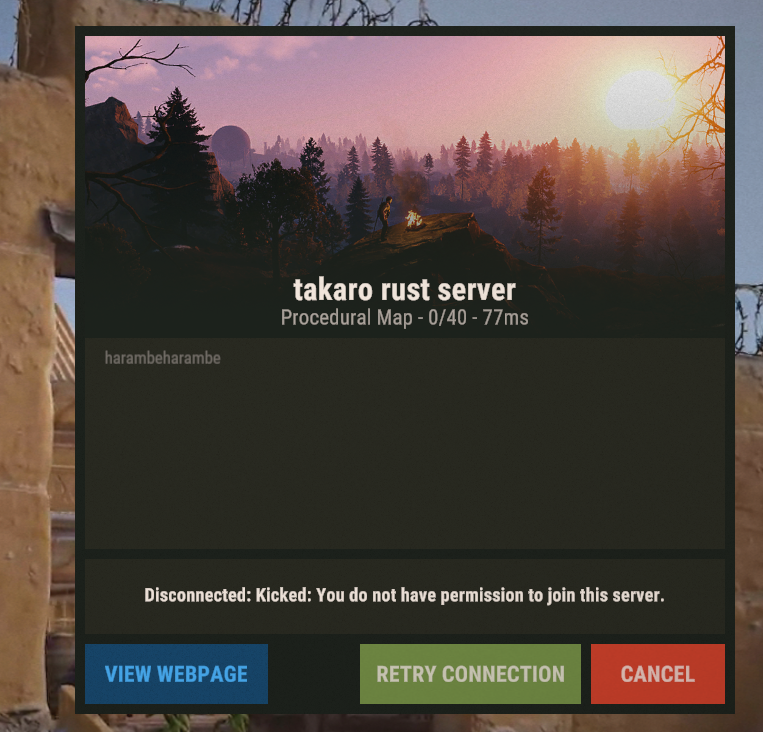 takaro rust server
Procedural Map - 0/40 - 77ms
harambeharambe
Disconnected: Kicked: You do not have permission to join this server.
VIEW WEBPAGE
RETRY CONNECTION
CANCEL